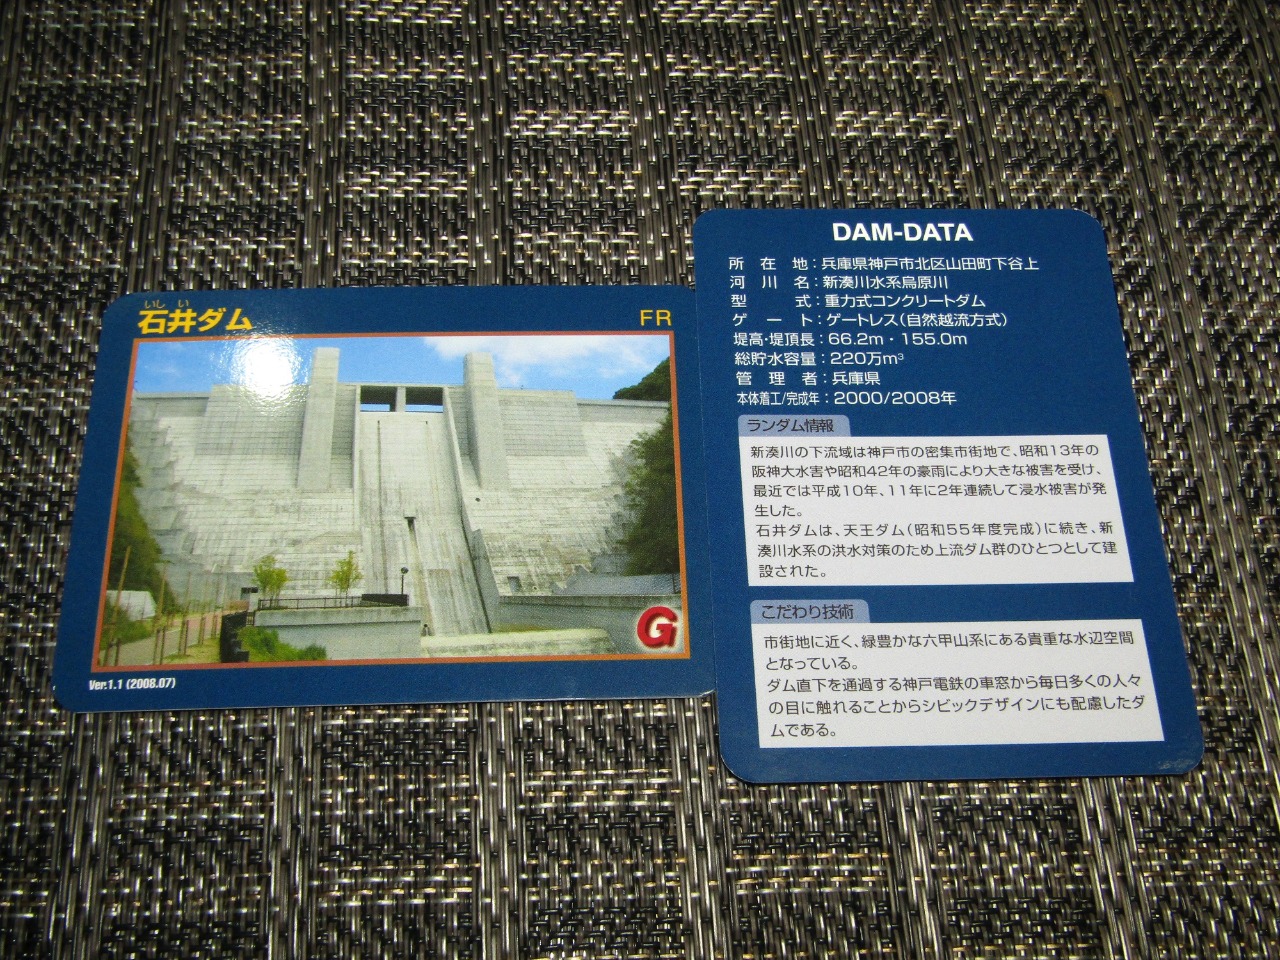 いし い
石井ダム
FR
G
Ver.1.1 (2008.07)
DAM-DATA
所在地:兵庫県神戸市北区山田町下谷上
河川名:新湊川水系烏原川
型式:重力式コンクリートダム
ゲート:ゲートレス(自然越流方式)
堤高・堤頂長:66.2m・155.0m
総貯水容量:220万m³
管理者:兵庫県
本体着工/完成年:2000/2008年
ランダム情報
新湊川の下流域は神戸市の密集市街地で、昭和13年の
阪神大水害や昭和42年の豪雨により大きな被害を受け、
最近では平成10年、11年に2年連続して浸水被害が発
生した。
石井ダムは、天王ダム(昭和55年度完成)に続き、新
湊川水系の洪水対策のため上流ダム群のひとつとして建
設された。
こだわり技術
市街地に近く、緑豊かな六甲山系にある貴重な水辺空間
となっている。
ダム直下を通過する神戸電鉄の車窓から毎日多くの人々
の目に触れることからシビックデザインにも配慮したダ
ムである。